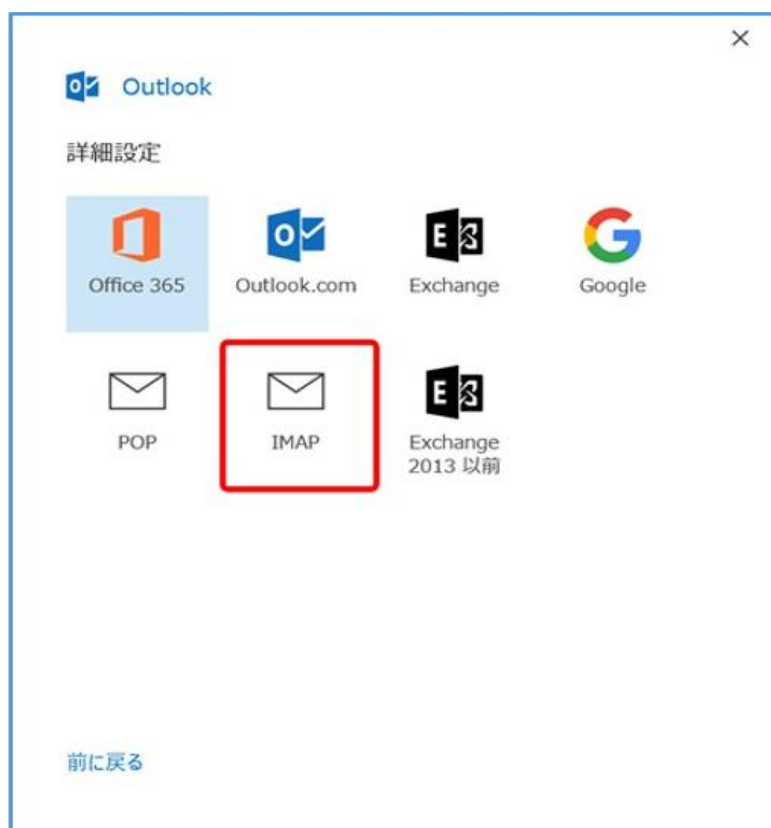 Outlook
詳細設定
Office 365
Outlook.com
Exchange
Google
POP
IMAP
Exchange
2013 以前
前に戻る